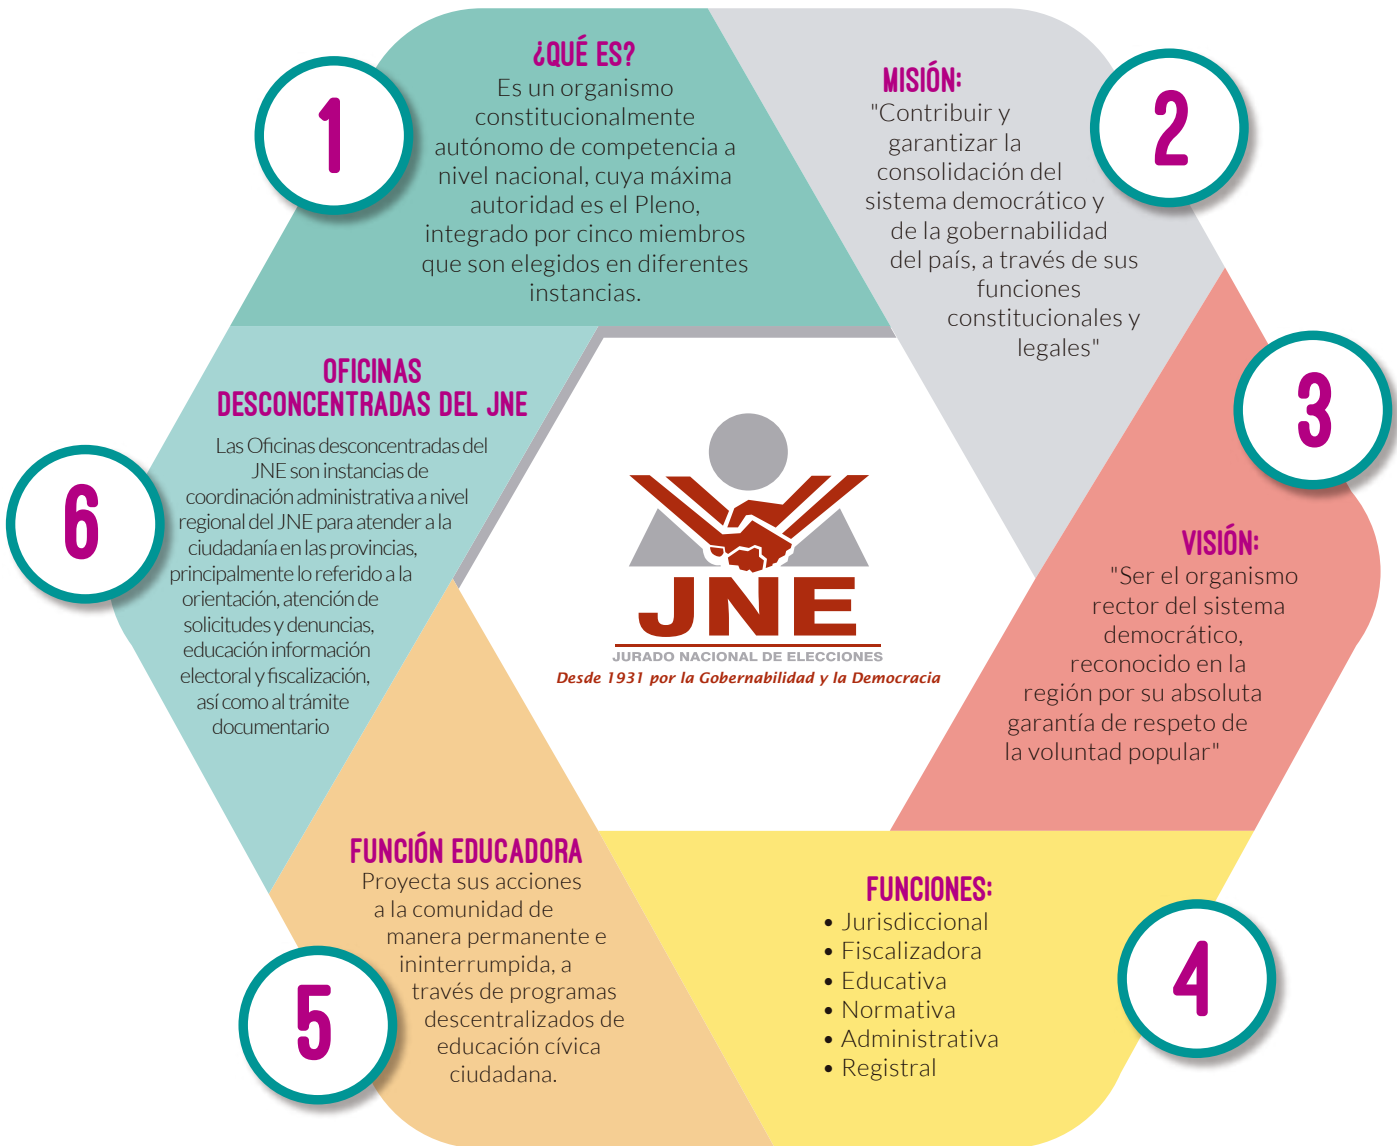 1
¿QUÉ ES?
Es un organismo
constitucionalmente
autónomo de competencia a
nivel nacional, cuya máxima
autoridad es el Pleno,
integrado por cinco miembros
que son elegidos en diferentes
instancias.
2
MISIÓN:
"Contribuir y
garantizar la
consolidación del
sistema democrático y
de la gobernabilidad
del país, a través de sus
funciones
constitucionales y
legales"
3
VISIÓN:
"Ser el organismo
rector del sistema
democrático,
reconocido en la
región por su absoluta
garantía de respeto de
la voluntad popular"
4
FUNCIONES:
• Jurisdiccional
• Fiscalizadora
• Educativa
• Normativa
• Administrativa
• Registral
5
FUNCIÓN EDUCADORA
Proyecta sus acciones
a la comunidad de
manera permanente e
ininterrumpida, a
través de programas
descentralizados de
educación cívica
ciudadana.
6
OFICINAS
DESCONCENTRADAS DEL JNE
Las Oficinas desconcentradas del
JNE son instancias de
coordinación administrativa a nivel
regional del JNE para atender a la
ciudadanía en las provincias,
principalmente lo referido a la
orientación, atención de
solicitudes y denuncias,
educación información
electoral y fiscalización,
así como al trámite
documentario
JNE
JURADO NACIONAL DE ELECCIONES
Desde 1931 por la Gobernabilidad y la Democracia